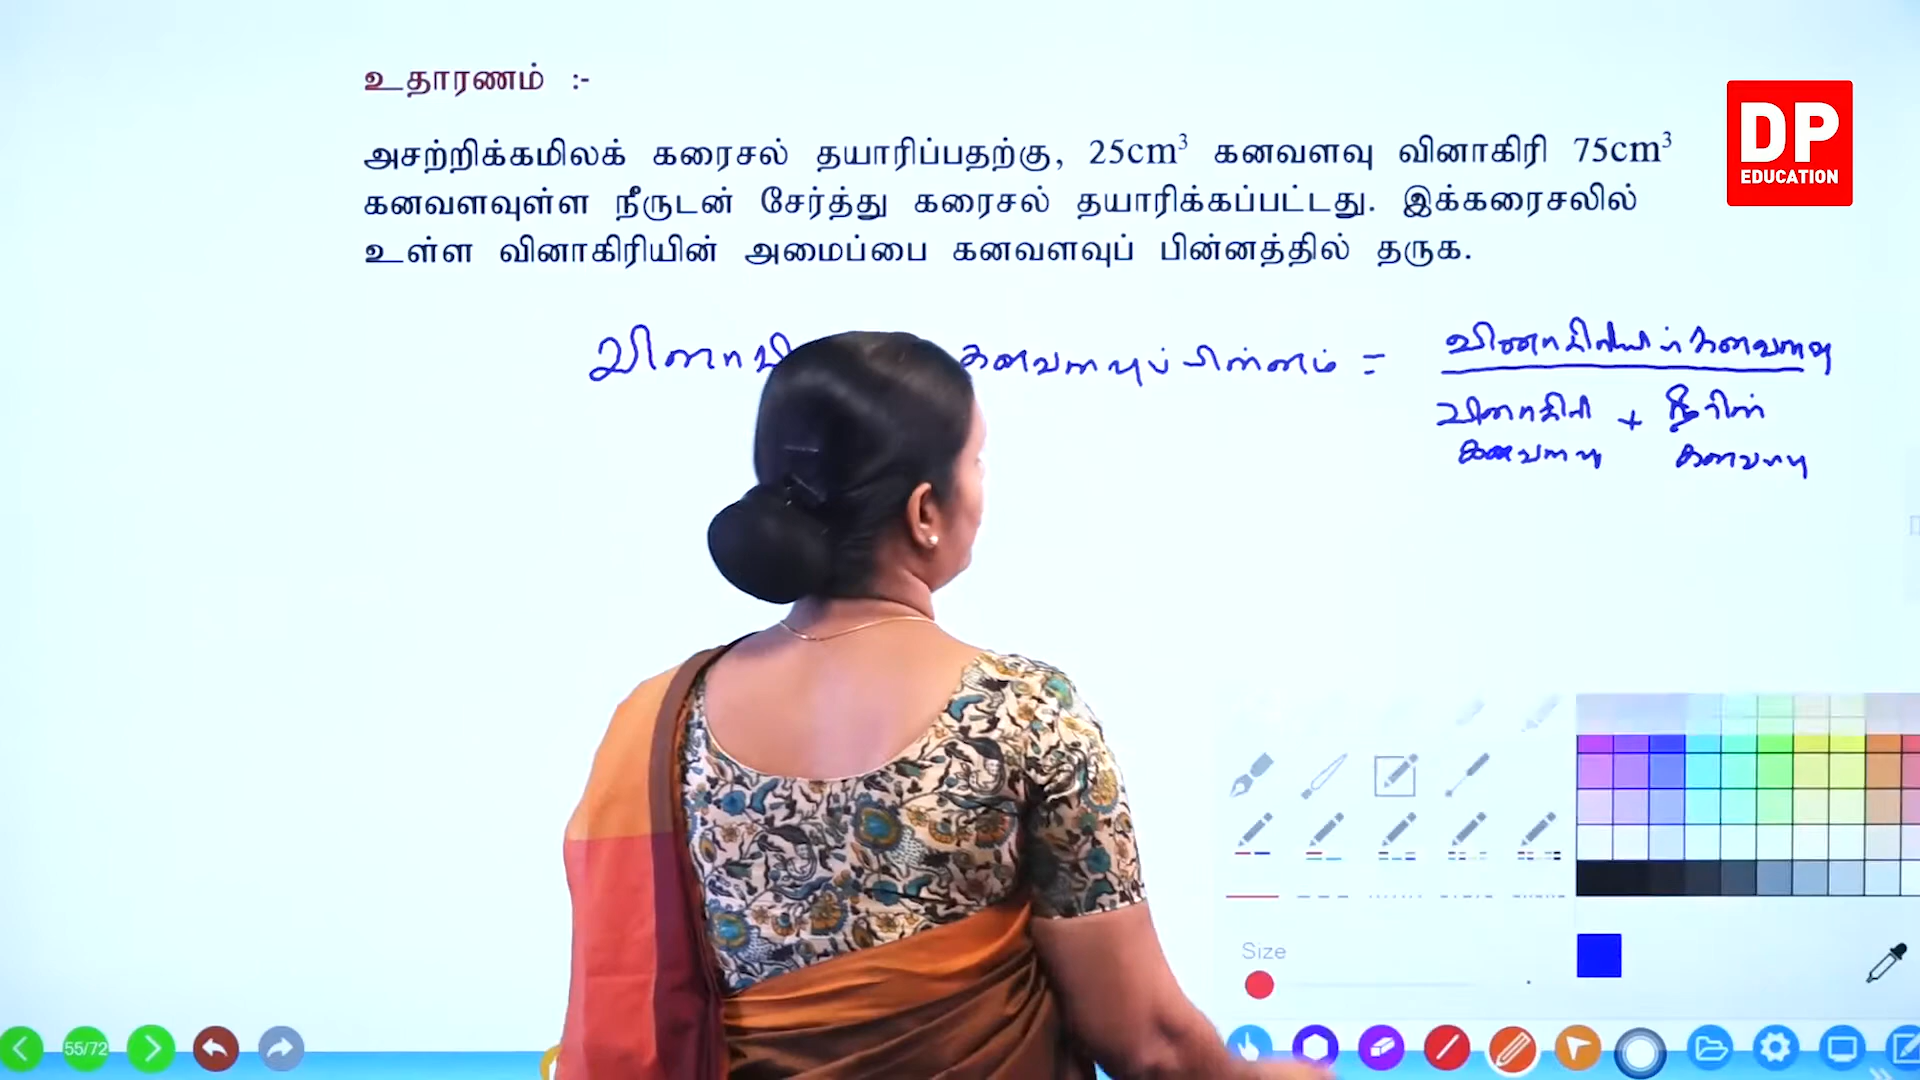 உதாரணம் :-
DP
EDUCATION
அசற்றிக்கமிலக் கரைசல் தயாரிப்பதற்கு, 25cm³ கனவளவு வினாகிரி 75cm³
கனவளவுள்ள நீருடன் சேர்த்து கரைசல் தயாரிக்கப்பட்டது. இக்கரைசலில்
உள்ள வினாகிரியின் அமைப்பை கனவளவுப் பின்னத்தில் தருக.
கனவளவுப் பின்னம் = வினாகிரியின் கனவளவு
வினாகிரி + நீரின்
கனவளவு கனவளவு
Size
55/72